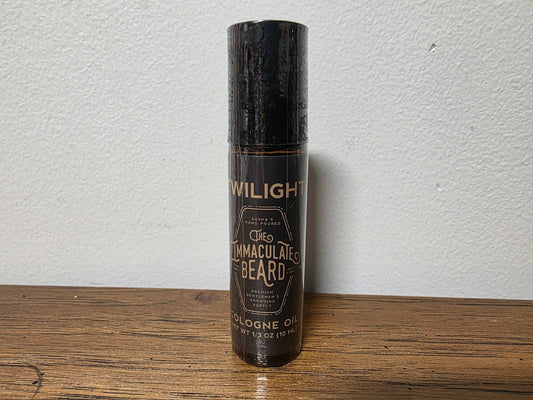 WILIGHT
SASHA'S
HAND POURED
The
IMMACULATE
BEARD
PREMIUM
GENTLEMEN'S
GROOMING
SUPPLY
COLOGNE OIL
NET WT 1/3 OZ (10 ML)